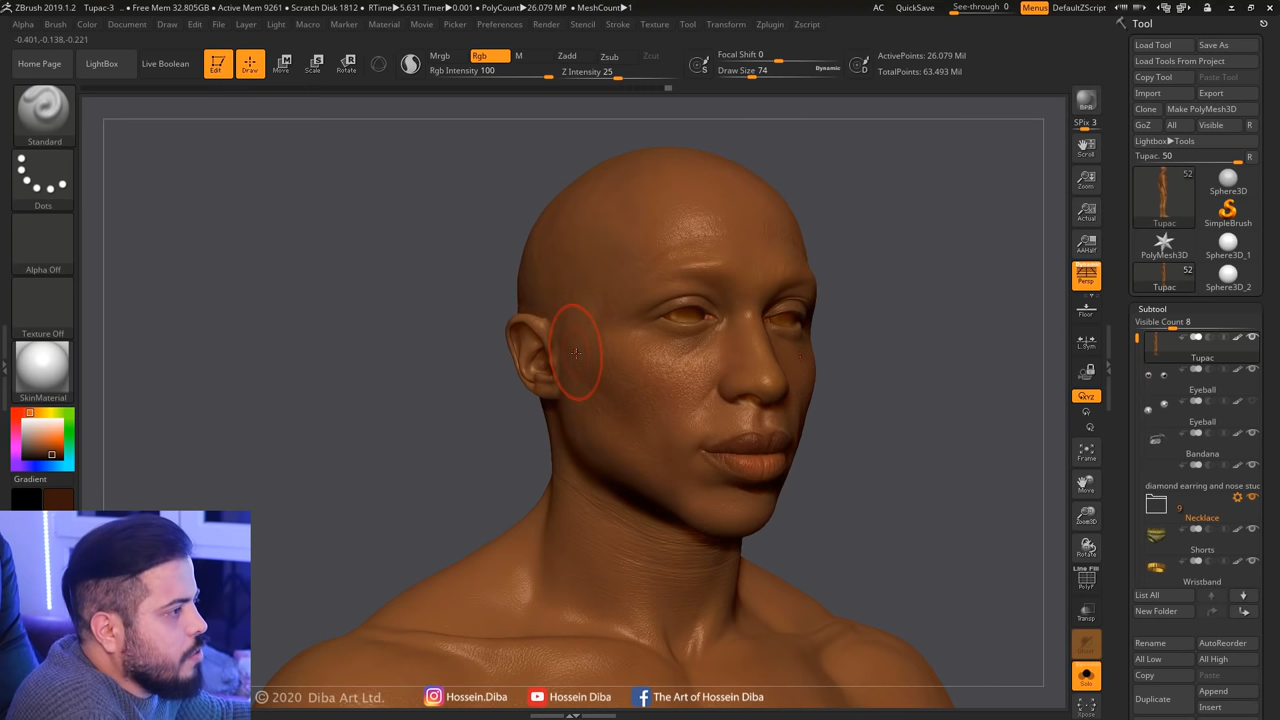 ZBrush 2019.1.2 Tupac-3 .. • Free Mem 32.805GB • Active Mem 9261 • Scratch Disk 1812 • RTime▶5.631 Timer▶0.001 • PolyCount▶26.079 MP • MeshCount▶1 AC QuickSave See-through 0 Menus DefaultZScript
Alpha Brush Color Document Draw Edit File Layer Light Macro Marker Material Movie Picker Preferences Render Stencil Stroke Texture Tool Transform Zplugin Zscript
-0.401,-0.138,-0.221
Home Page LightBox Live Boolean Edit Draw Move Scale Rotate
Mrgb Rgb M Zadd Zsub Zcut
Rgb Intensity 100 Z Intensity 25
Focal Shift 0
Draw Size 74 Dynamic
ActivePoints: 26.079 Mil
TotalPoints: 63.493 Mil
Standard
Dots
Alpha Off
Texture Off
SkinMaterial
Gradient
BPR
SPix 3
Scroll
Zoom
Actual
AAHalf
Dynamic
Persp
Floor
L.Sym
XYZ
Frame
Move
Zoom3D
Rotate
Line Fill
PolyF
Transp
Dynamic
Solo
Xpose
Tool
Load Tool Save As
Load Tools From Project
Copy Tool Paste Tool
Import Export
Clone Make PolyMesh3D
GoZ All Visible R
Lightbox▶Tools
Tupac. 50 R
52
Tupac Sphere3D
SimpleBrush
PolyMesh3D Sphere3D_1
52
Tupac Sphere3D_2
Subtool
Visible Count 8
Tupac
Eyeball
Eyeball
Bandana
diamond earring and nose stud
9
Necklace
Shorts
Wristband
List All
New Folder
Rename AutoReorder
All Low All High
Copy Paste
Duplicate Append
Insert
© 2020 Diba Art Ltd. Hossein.Diba Hossein Diba The Art of Hossein Diba